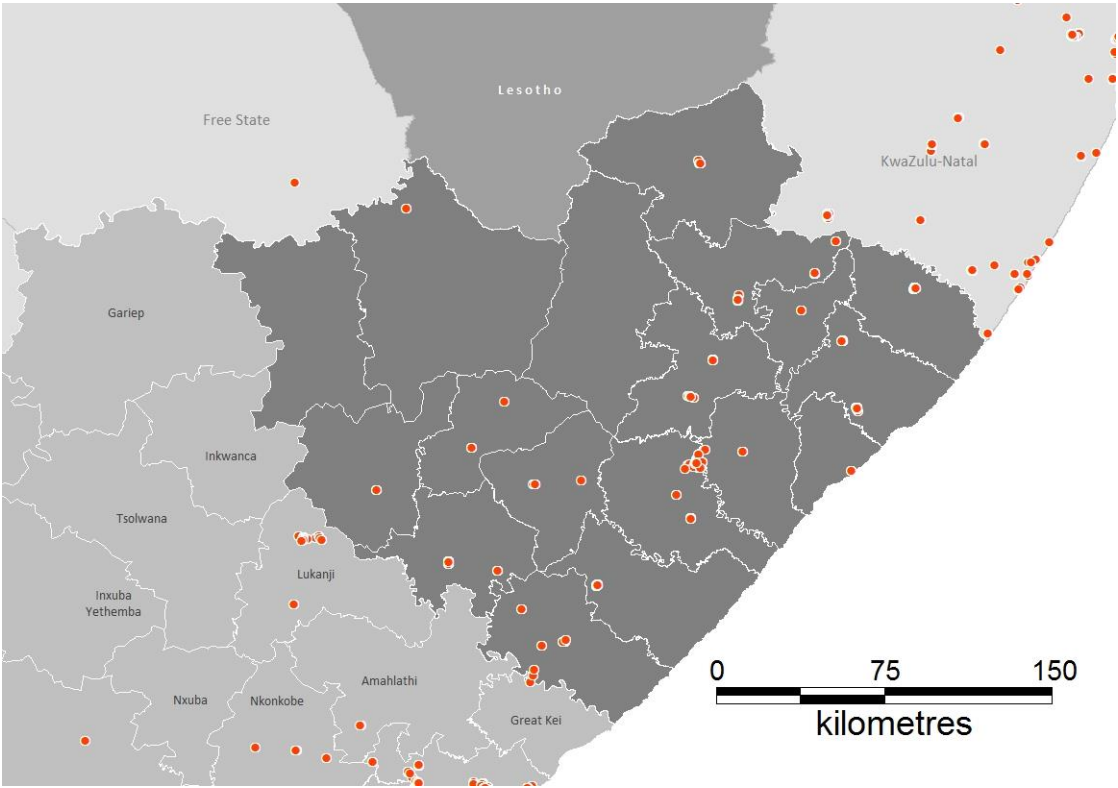 Lesotho
Free State
KwaZulu-Natal
Gariep
Inkwanca
Tsolwana
Lukanji
Inxuba
Yethemba
Amahlathi
Nxuba
Nkonkobe
Great Kei
0 75 150
kilometres